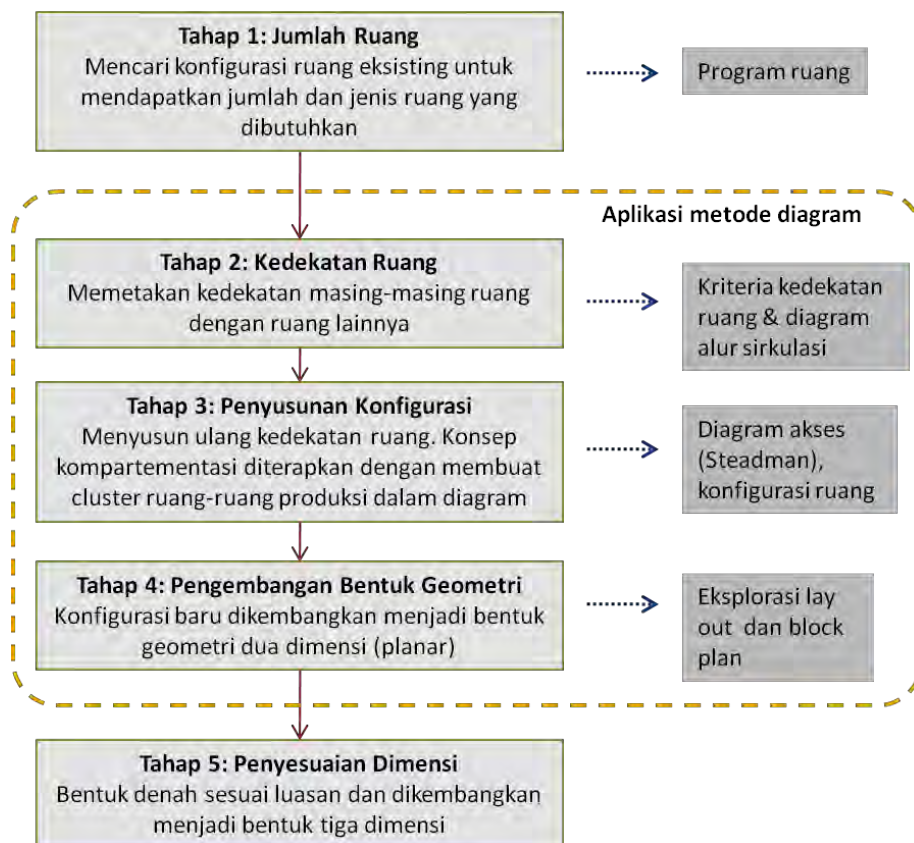 Tahap 1: Jumlah Ruang
Mencari konfigurasi ruang eksisting untuk
mendapatkan jumlah dan jenis ruang yang
dibutuhkan
Program ruang
Aplikasi metode diagram
Tahap 2: Kedekatan Ruang
Memetakan kedekatan masing-masing ruang
dengan ruang lainnya
Kriteria kedekatan
ruang & diagram
alur sirkulasi
Tahap 3: Penyusunan Konfigurasi
Menyusun ulang kedekatan ruang. Konsep
kompartementasi diterapkan dengan membuat
cluster ruang-ruang produksi dalam diagram
Diagram akses
(Steadman),
konfigurasi ruang
Tahap 4: Pengembangan Bentuk Geometri
Konfigurasi baru dikembangkan menjadi bentuk
geometri dua dimensi (planar)
Eksplorasi lay
out dan block
plan
Tahap 5: Penyesuaian Dimensi
Bentuk denah sesuai luasan dan dikembangkan
menjadi bentuk tiga dimensi